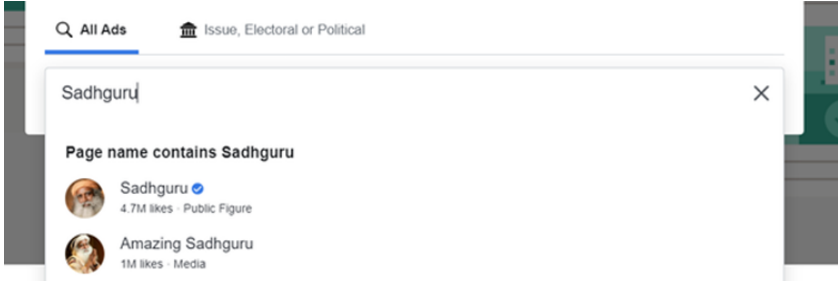 All Ads
Issue, Electoral or Political
Sadhguru
Page name contains Sadhguru
Sadhguru
4.7M likes · Public Figure
Amazing Sadhguru
1M likes · Media